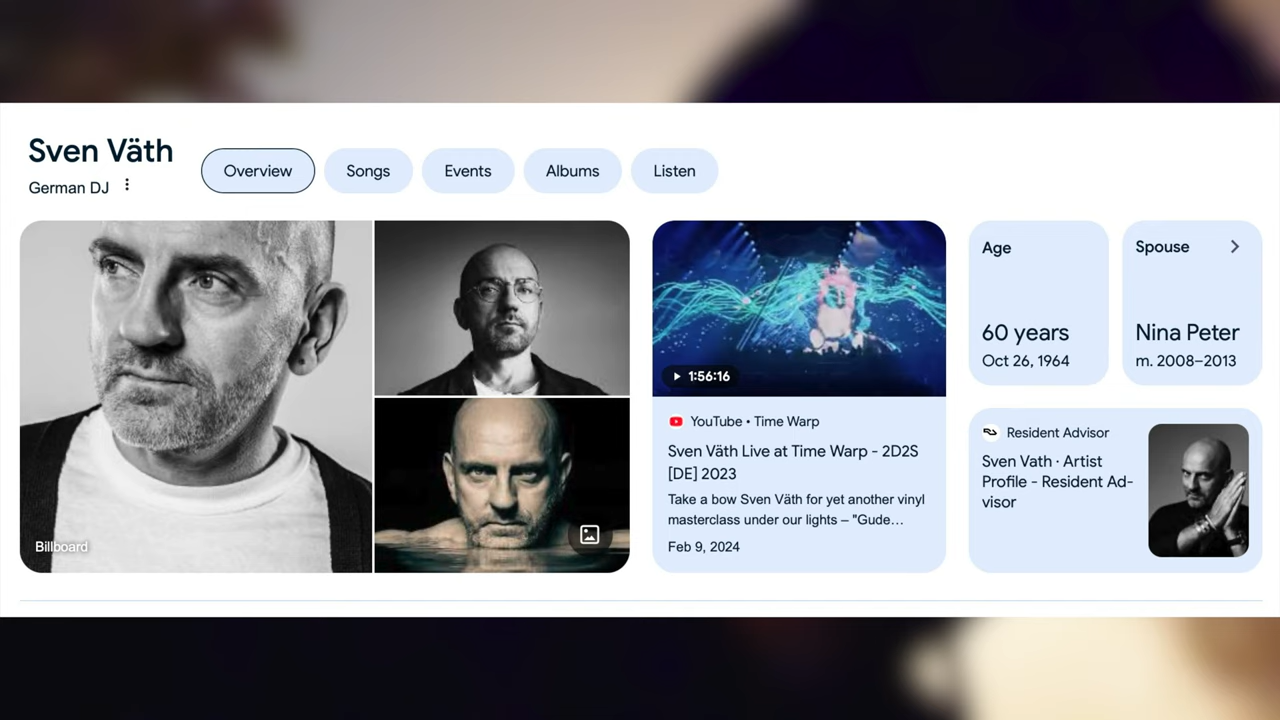 Sven Väth
German DJ
Overview
Songs
Events
Albums
Listen
Billboard
1:56:16
YouTube • Time Warp
Sven Väth Live at Time Warp - 2D2S
[DE] 2023
Take a bow Sven Väth for yet another vinyl
masterclass under our lights – "Gude...
Feb 9, 2024
Age
60 years
Oct 26, 1964
Spouse
Nina Peter
m. 2008–2013
Resident Advisor
Sven Vath · Artist
Profile - Resident Ad-
visor